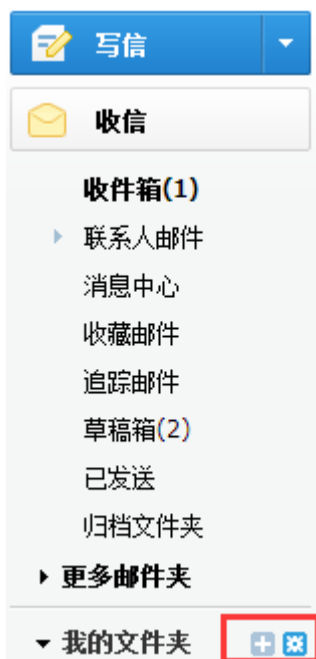 写信
收信
收件箱(1)
联系人邮件
消息中心
收藏邮件
追踪邮件
草稿箱(2)
已发送
归档文件夹
更多邮件夹
我的文件夹